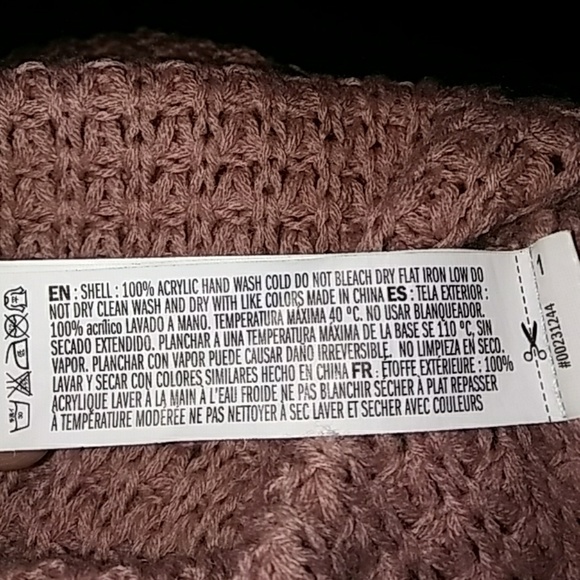 EN : SHELL : 100% ACRYLIC HAND WASH COLD DO NOT BLEACH DRY FLAT IRON LOW DO
NOT DRY CLEAN WASH AND DRY WITH LIKE COLORS MADE IN CHINA ES : TELA EXTERIOR :
100% acrílico LAVADO A MANO. TEMPERATURA MÁXIMA 40 ºC. NO USAR BLANQUEADOR.
SECADO EXTENDIDO. PLANCHAR A UNA TEMPERATURA MÁXIMA DE LA BASE SE 110 ºC, SIN
VAPOR. PLANCHAR CON VAPOR PUEDE CAUSAR DAÑO IRREVERSIBLE. NO LIMPIEZA EN SECO.
LAVAR Y SECAR CON COLORES SIMILARES HECHO EN CHINA FR : ÉTOFFE EXTÉRIEURE : 100%
ACRYLIQUE LAVER À LA MAIN À L'EAU FROIDE NE PAS BLANCHIR SÉCHER À PLAT REPASSER
À TEMPÉRATURE MODÉRÉE NE PAS NETTOYER À SEC LAVER ET SECHER AVEC COULEURS
1
#00231244